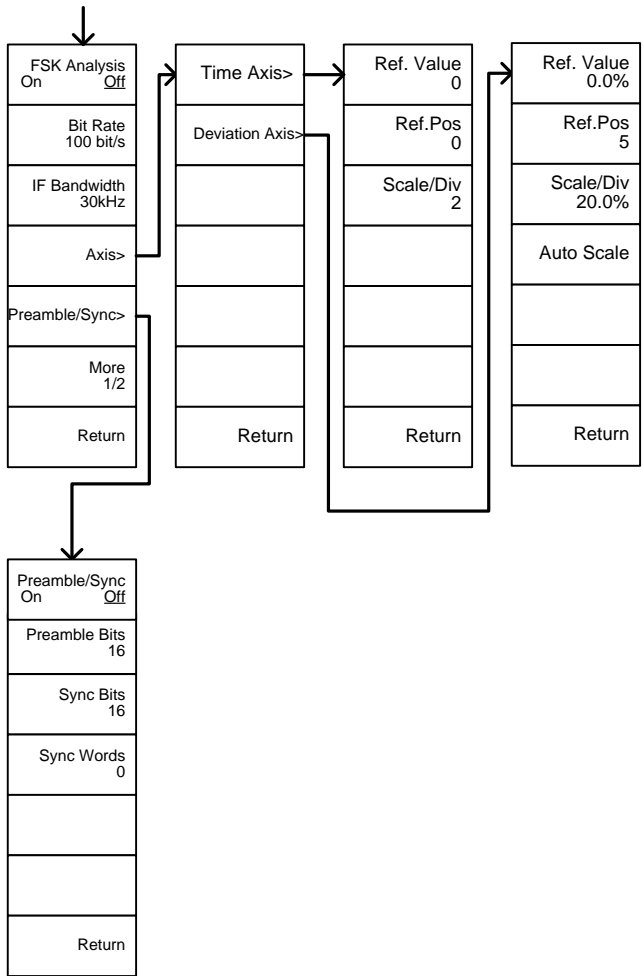 FSK Analysis
On Off
Bit Rate
100 bit/s
IF Bandwidth
30kHz
Axis>
Preamble/Sync>
More
1/2
Return
Time Axis>
Deviation Axis>
Return
Ref. Value
0
Ref.Pos
0
Scale/Div
2
Return
Ref. Value
0.0%
Ref.Pos
5
Scale/Div
20.0%
Auto Scale
Return
Preamble/Sync
On Off
Preamble Bits
16
Sync Bits
16
Sync Words
0
Return